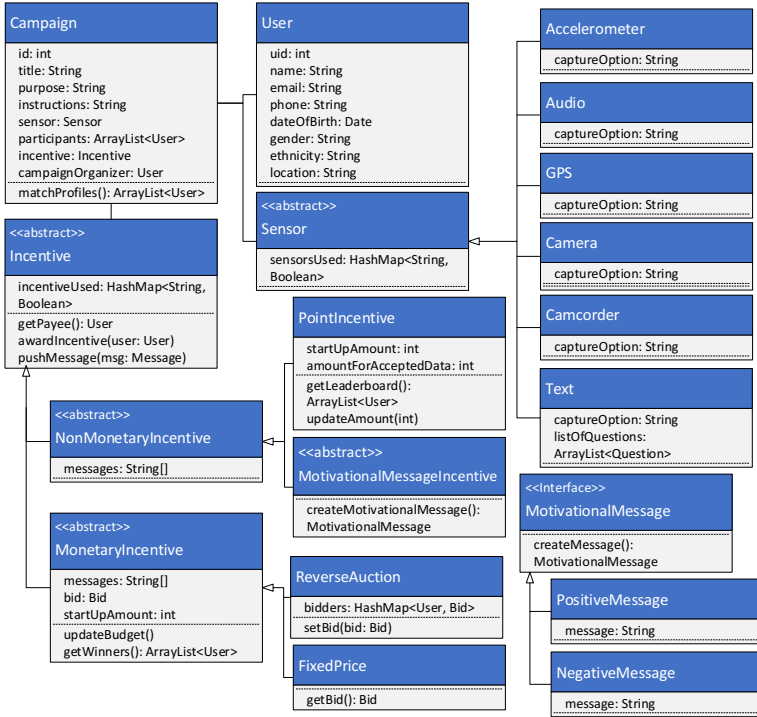 Campaign
id: int
title: String
purpose: String
instructions: String
sensor: Sensor
participants: ArrayList<User>
incentive: Incentive
campaignOrganizer: User
matchProfiles(): ArrayList<User>
User
uid: int
name: String
email: String
phone: String
dateOfBirth: Date
gender: String
ethnicity: String
location: String
<<abstract>>
Sensor
sensorsUsed: HashMap<String,
Boolean>
Accelerometer
captureOption: String
Audio
captureOption: String
GPS
captureOption: String
Camera
captureOption: String
Camcorder
captureOption: String
Text
captureOption: String
listOfQuestions:
ArrayList<Question>
<<abstract>>
Incentive
incentiveUsed: HashMap<String,
Boolean>
getPayee(): User
awardIncentive(user: User)
pushMessage(msg: Message)
<<abstract>>
NonMonetaryIncentive
messages: String[]
PointIncentive
startUpAmount: int
amountForAcceptedData: int
getLeaderboard():
ArrayList<User>
updateAmount(int)
<<abstract>>
MotivationalMessageIncentive
createMotivationalMessage():
MotivationalMessage
<<abstract>>
MonetaryIncentive
messages: String[]
bid: Bid
startUpAmount: int
updateBudget()
getWinners(): ArrayList<User>
ReverseAuction
bidders: HashMap<User, Bid>
setBid(bid: Bid)
FixedPrice
getBid(): Bid
<<Interface>>
MotivationalMessage
createMessage():
MotivationalMessage
PositiveMessage
message: String
NegativeMessage
message: String